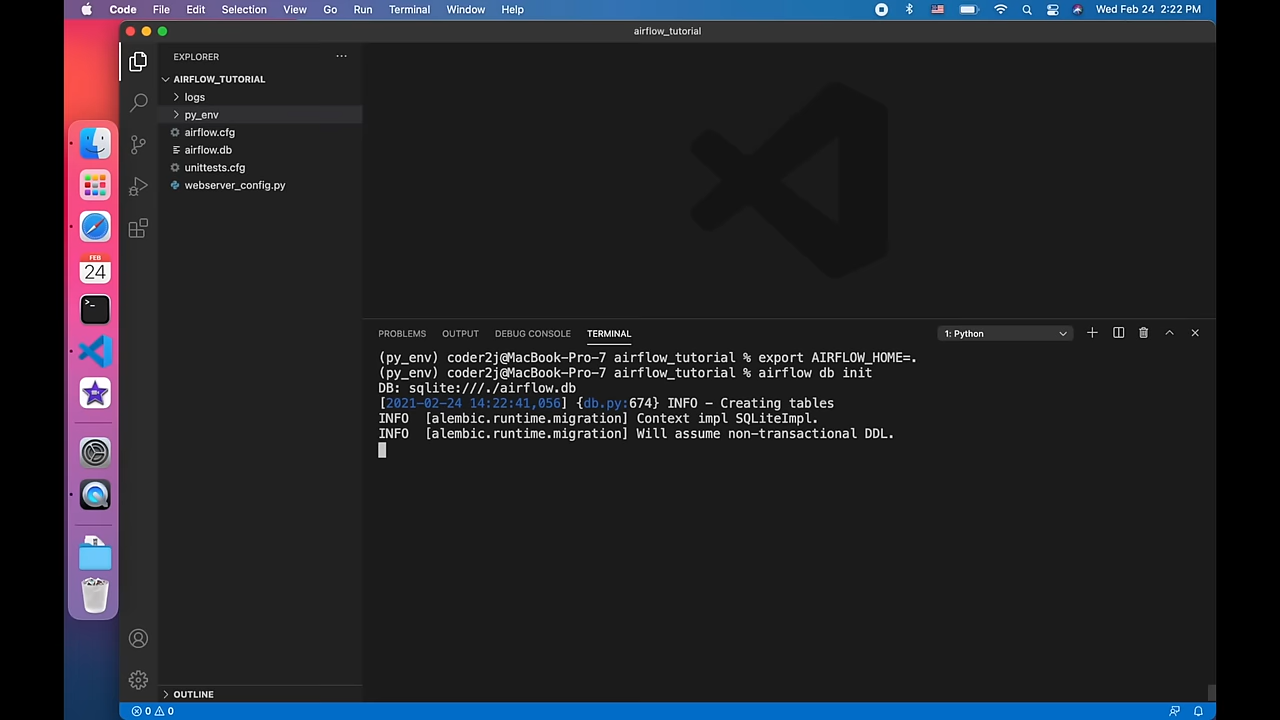 Code File Edit Selection View Go Run Terminal Window Help Wed Feb 24 2:22 PM
airflow_tutorial
EXPLORER
AIRFLOW_TUTORIAL
logs
py_env
airflow.cfg
airflow.db
unittests.cfg
webserver_config.py
FEB
24
PROBLEMS OUTPUT DEBUG CONSOLE TERMINAL 1: Python
(py_env) coder2j@MacBook-Pro-7 airflow_tutorial % export AIRFLOW_HOME=.
(py_env) coder2j@MacBook-Pro-7 airflow_tutorial % airflow db init
DB: sqlite:///./airflow.db
[2021-02-24 14:22:41,056] {db.py:674} INFO - Creating tables
INFO  [alembic.runtime.migration] Context impl SQLiteImpl.
INFO  [alembic.runtime.migration] Will assume non-transactional DDL.
OUTLINE
0 0